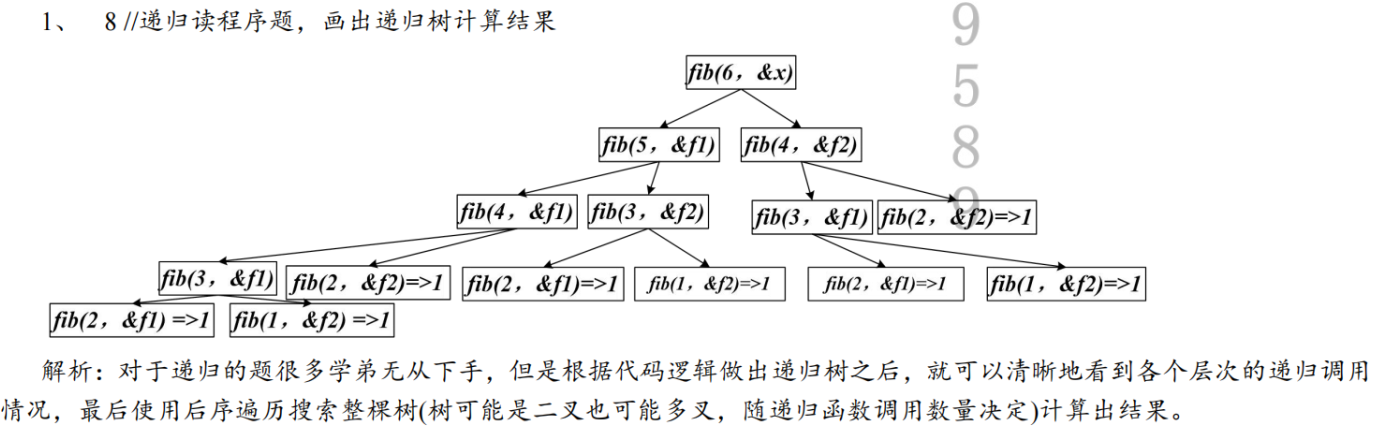 1、 8 //递归读程序题，画出递归树计算结果
9
5
8
9
fib(6，&x)
fib(5，&f1) fib(4，&f2)
fib(4，&f1) fib(3，&f2) fib(3，&f1) fib(2，&f2)=>1
fib(3，&f1) fib(2，&f2)=>1 fib(2，&f1)=>1 fib(1，&f2)=>1 fib(2，&f1)=>1 fib(1，&f2)=>1
fib(2，&f1) =>1 fib(1，&f2) =>1
解析：对于递归的题很多学弟无从下手，但是根据代码逻辑做出递归树之后，就可以清晰地看到各个层次的递归调用
情况，最后使用后序遍历搜索整棵树(树可能是二叉也可能多叉，随递归函数调用数量决定)计算出结果。